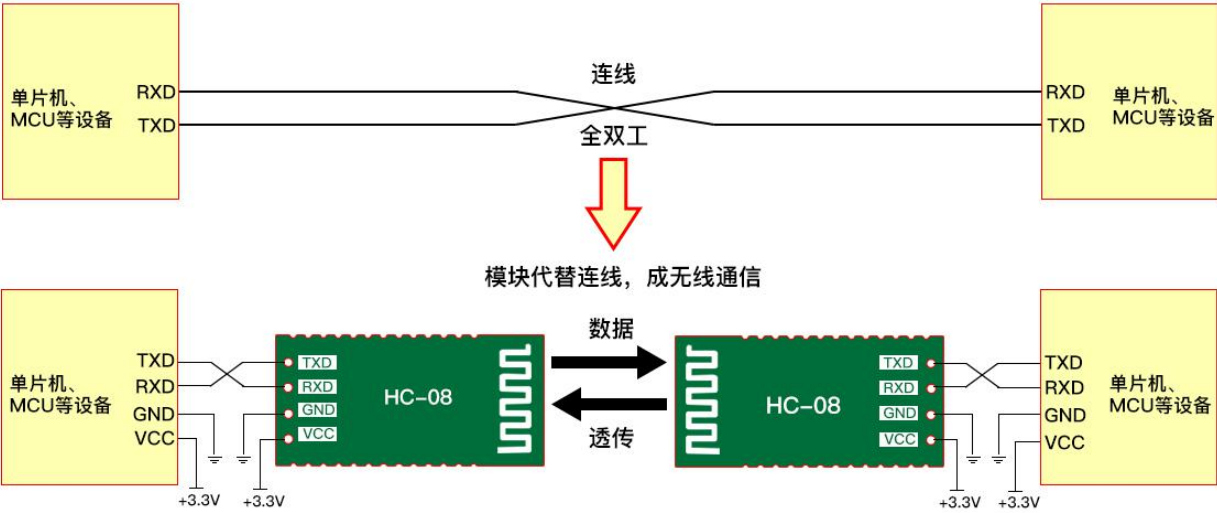 连线
单片机、
MCU等设备
RXD
TXD
RXD
TXD
单片机、
MCU等设备
全双工
模块代替连线，成无线通信
数据
单片机、
MCU等设备
TXD
RXD
GND
VCC
+3.3V
+3.3V
TXD
RXD
GND
VCC
HC-08
透传
HC-08
TXD
RXD
GND
VCC
+3.3V
+3.3V
TXD
RXD
GND
VCC
单片机、
MCU等设备